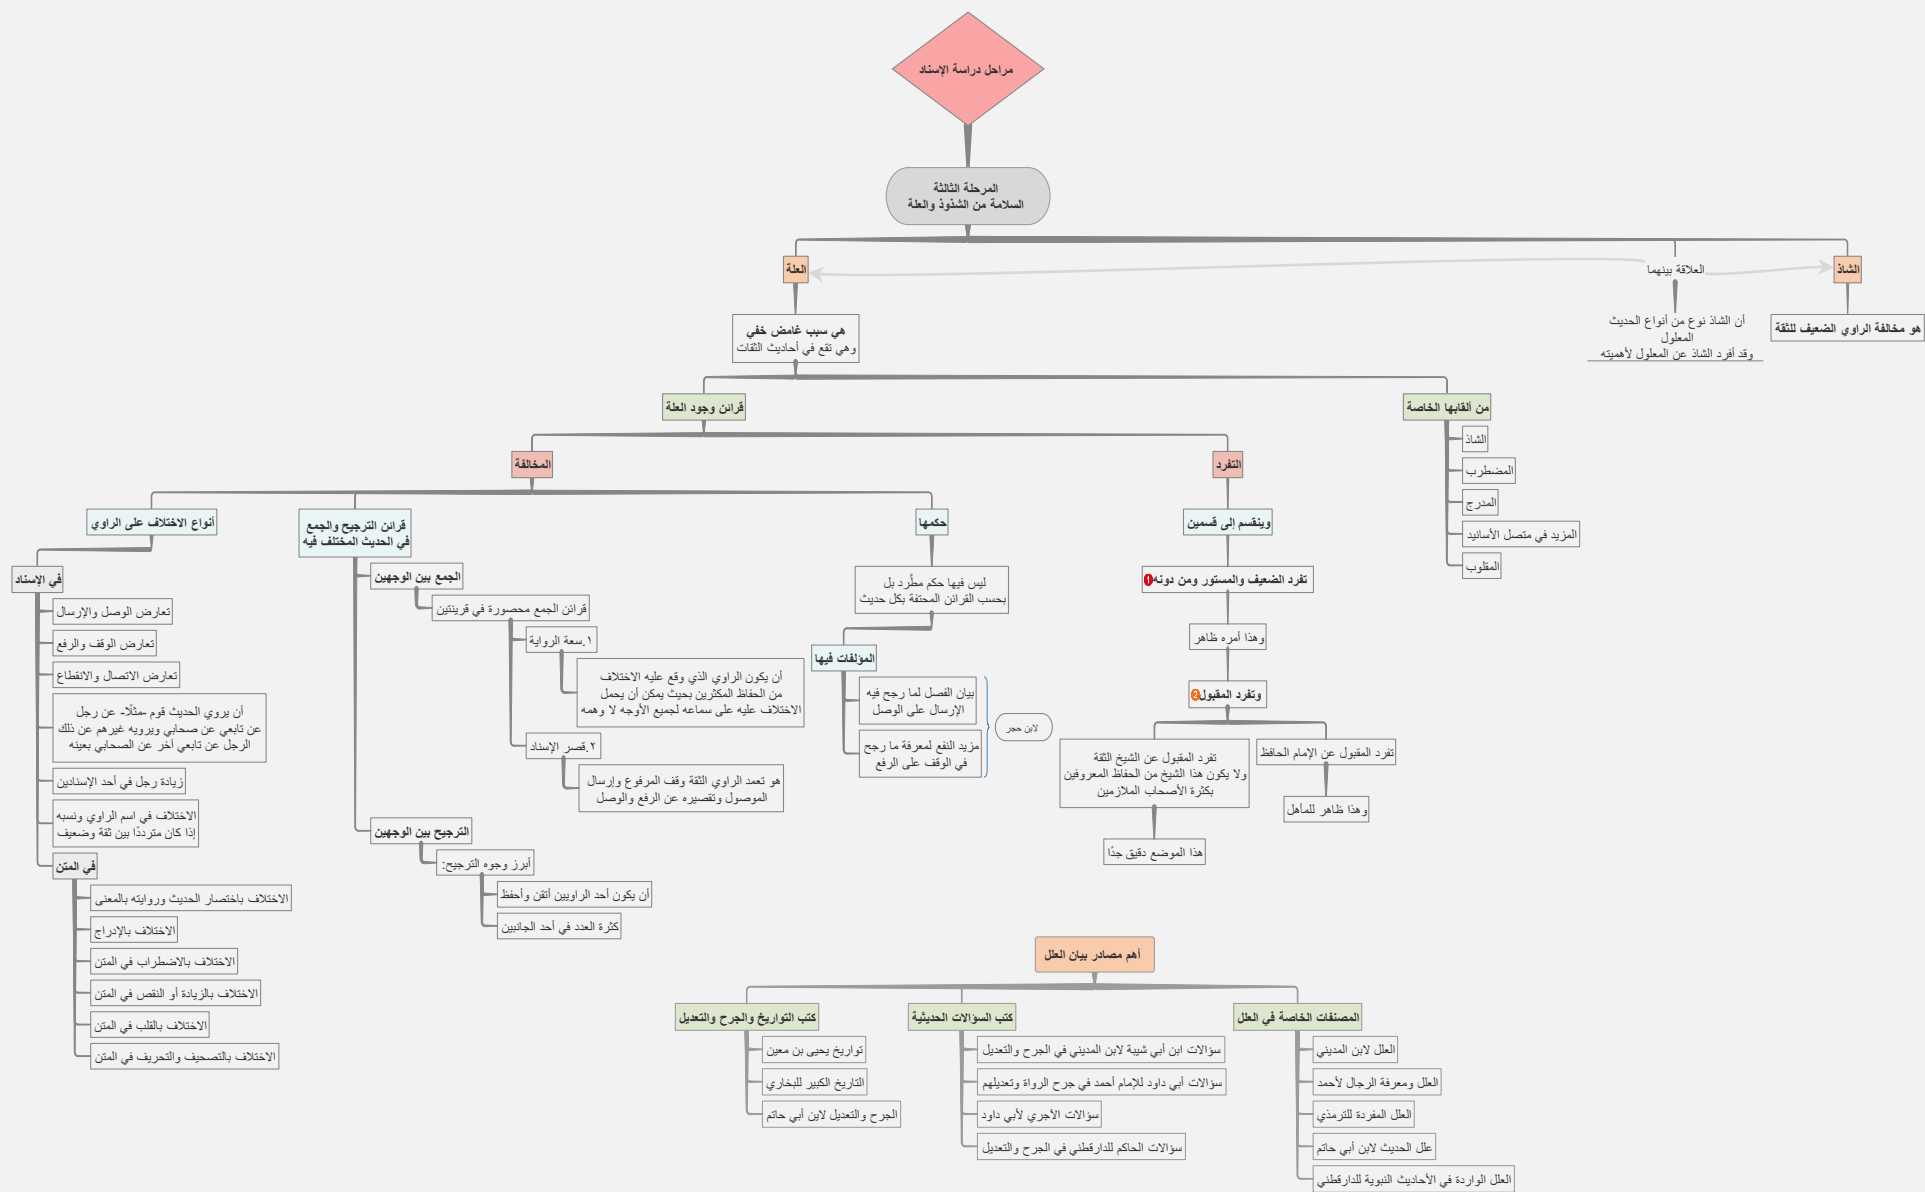 مراحل دراسة الإسناد
المرحلة الثالثة
السلامة من الشذوذ والعلة
الشاذ
هو مخالفة الراوي الضعيف للثقة
العلاقة بينهما
أن الشاذ نوع من أنواع الحديث
المعلول
وقد أفرد الشاذ عن المعلول لأهميته
العلة
هي سبب غامض خفي
وهي تقع في أحاديث الثقات
من ألقابها الخاصة
الشاذ
المضطرب
المدرج
المزيد في متصل الأسانيد
المقلوب
قرائن وجود العلة
التفرد
وينقسم إلى قسمين
تفرد الضعيف والمستور ومن دونه
1
وهذا أمره ظاهر
وتفرد المقبول
2
تفرد المقبول عن الإمام الحافظ
وهذا ظاهر للمأهل
تفرد المقبول عن الشيخ الثقة
ولا يكون هذا الشيخ من الحفاظ المعروفين
بكثرة الأصحاب الملازمين
هذا الموضع دقيق جدًا
المخالفة
حكمها
ليس فيها حكم مطَّرد بل
بحسب القرائن المحتفة بكل حديث
المؤلفات فيها
بيان الفصل لما رجح فيه
الإرسال على الوصل
مزيد النفع لمعرفة ما رجح
في الوقف على الرفع
لابن حجر
قرائن الترجيح والجمع
في الحديث المختلف فيه
الجمع بين الوجهين
قرائن الجمع محصورة في قرينتين
١.سعة الرواية
أن يكون الراوي الذي وقع عليه الاختلاف
من الحفاظ المكثرين بحيث يمكن أن يحمل
الاختلاف عليه على سماعه لجميع الأوجه لا وهمه
٢.قصر الإسناد
هو تعمد الراوي الثقة وقف المرفوع وإرسال
الموصول وتقصيره عن الرفع والوصل
الترجيح بين الوجهين
أبرز وجوه الترجيح:
أن يكون أحد الراويين أتقن وأحفظ
كثرة العدد في أحد الجانبين
أنواع الاختلاف على الراوي
في الإسناد
تعارض الوصل والإرسال
تعارض الوقف والرفع
تعارض الاتصال والانقطاع
أن يروي الحديث قوم -مثلًا- عن رجل
عن تابعي عن صحابي ويرويه غيرهم عن ذلك
الرجل عن تابعي آخر عن الصحابي بعينه
زيادة رجل في أحد الإسنادين
الاختلاف في اسم الراوي ونسبه
إذا كان مترددًا بين ثقة وضعيف
في المتن
الاختلاف باختصار الحديث وروايته بالمعنى
الاختلاف بالإدراج
الاختلاف بالاضطراب في المتن
الاختلاف بالزيادة أو النقص في المتن
الاختلاف بالقلب في المتن
الاختلاف بالتصحيف والتحريف في المتن
أهم مصادر بيان العلل
المصنفات الخاصة في العلل
العلل لابن المديني
العلل ومعرفة الرجال لأحمد
العلل المفردة للترمذي
علل الحديث لابن أبي حاتم
العلل الواردة في الأحاديث النبوية للدارقطني
كتب السؤالات الحديثية
سؤالات ابن أبي شيبة لابن المديني في الجرح والتعديل
سؤالات أبي داود للإمام أحمد في جرح الرواة وتعديلهم
سؤالات الآجري لأبي داود
سؤالات الحاكم للدارقطني في الجرح والتعديل
كتب التواريخ والجرح والتعديل
تواريخ يحيى بن معين
التاريخ الكبير للبخاري
الجرح والتعديل لابن أبي حاتم